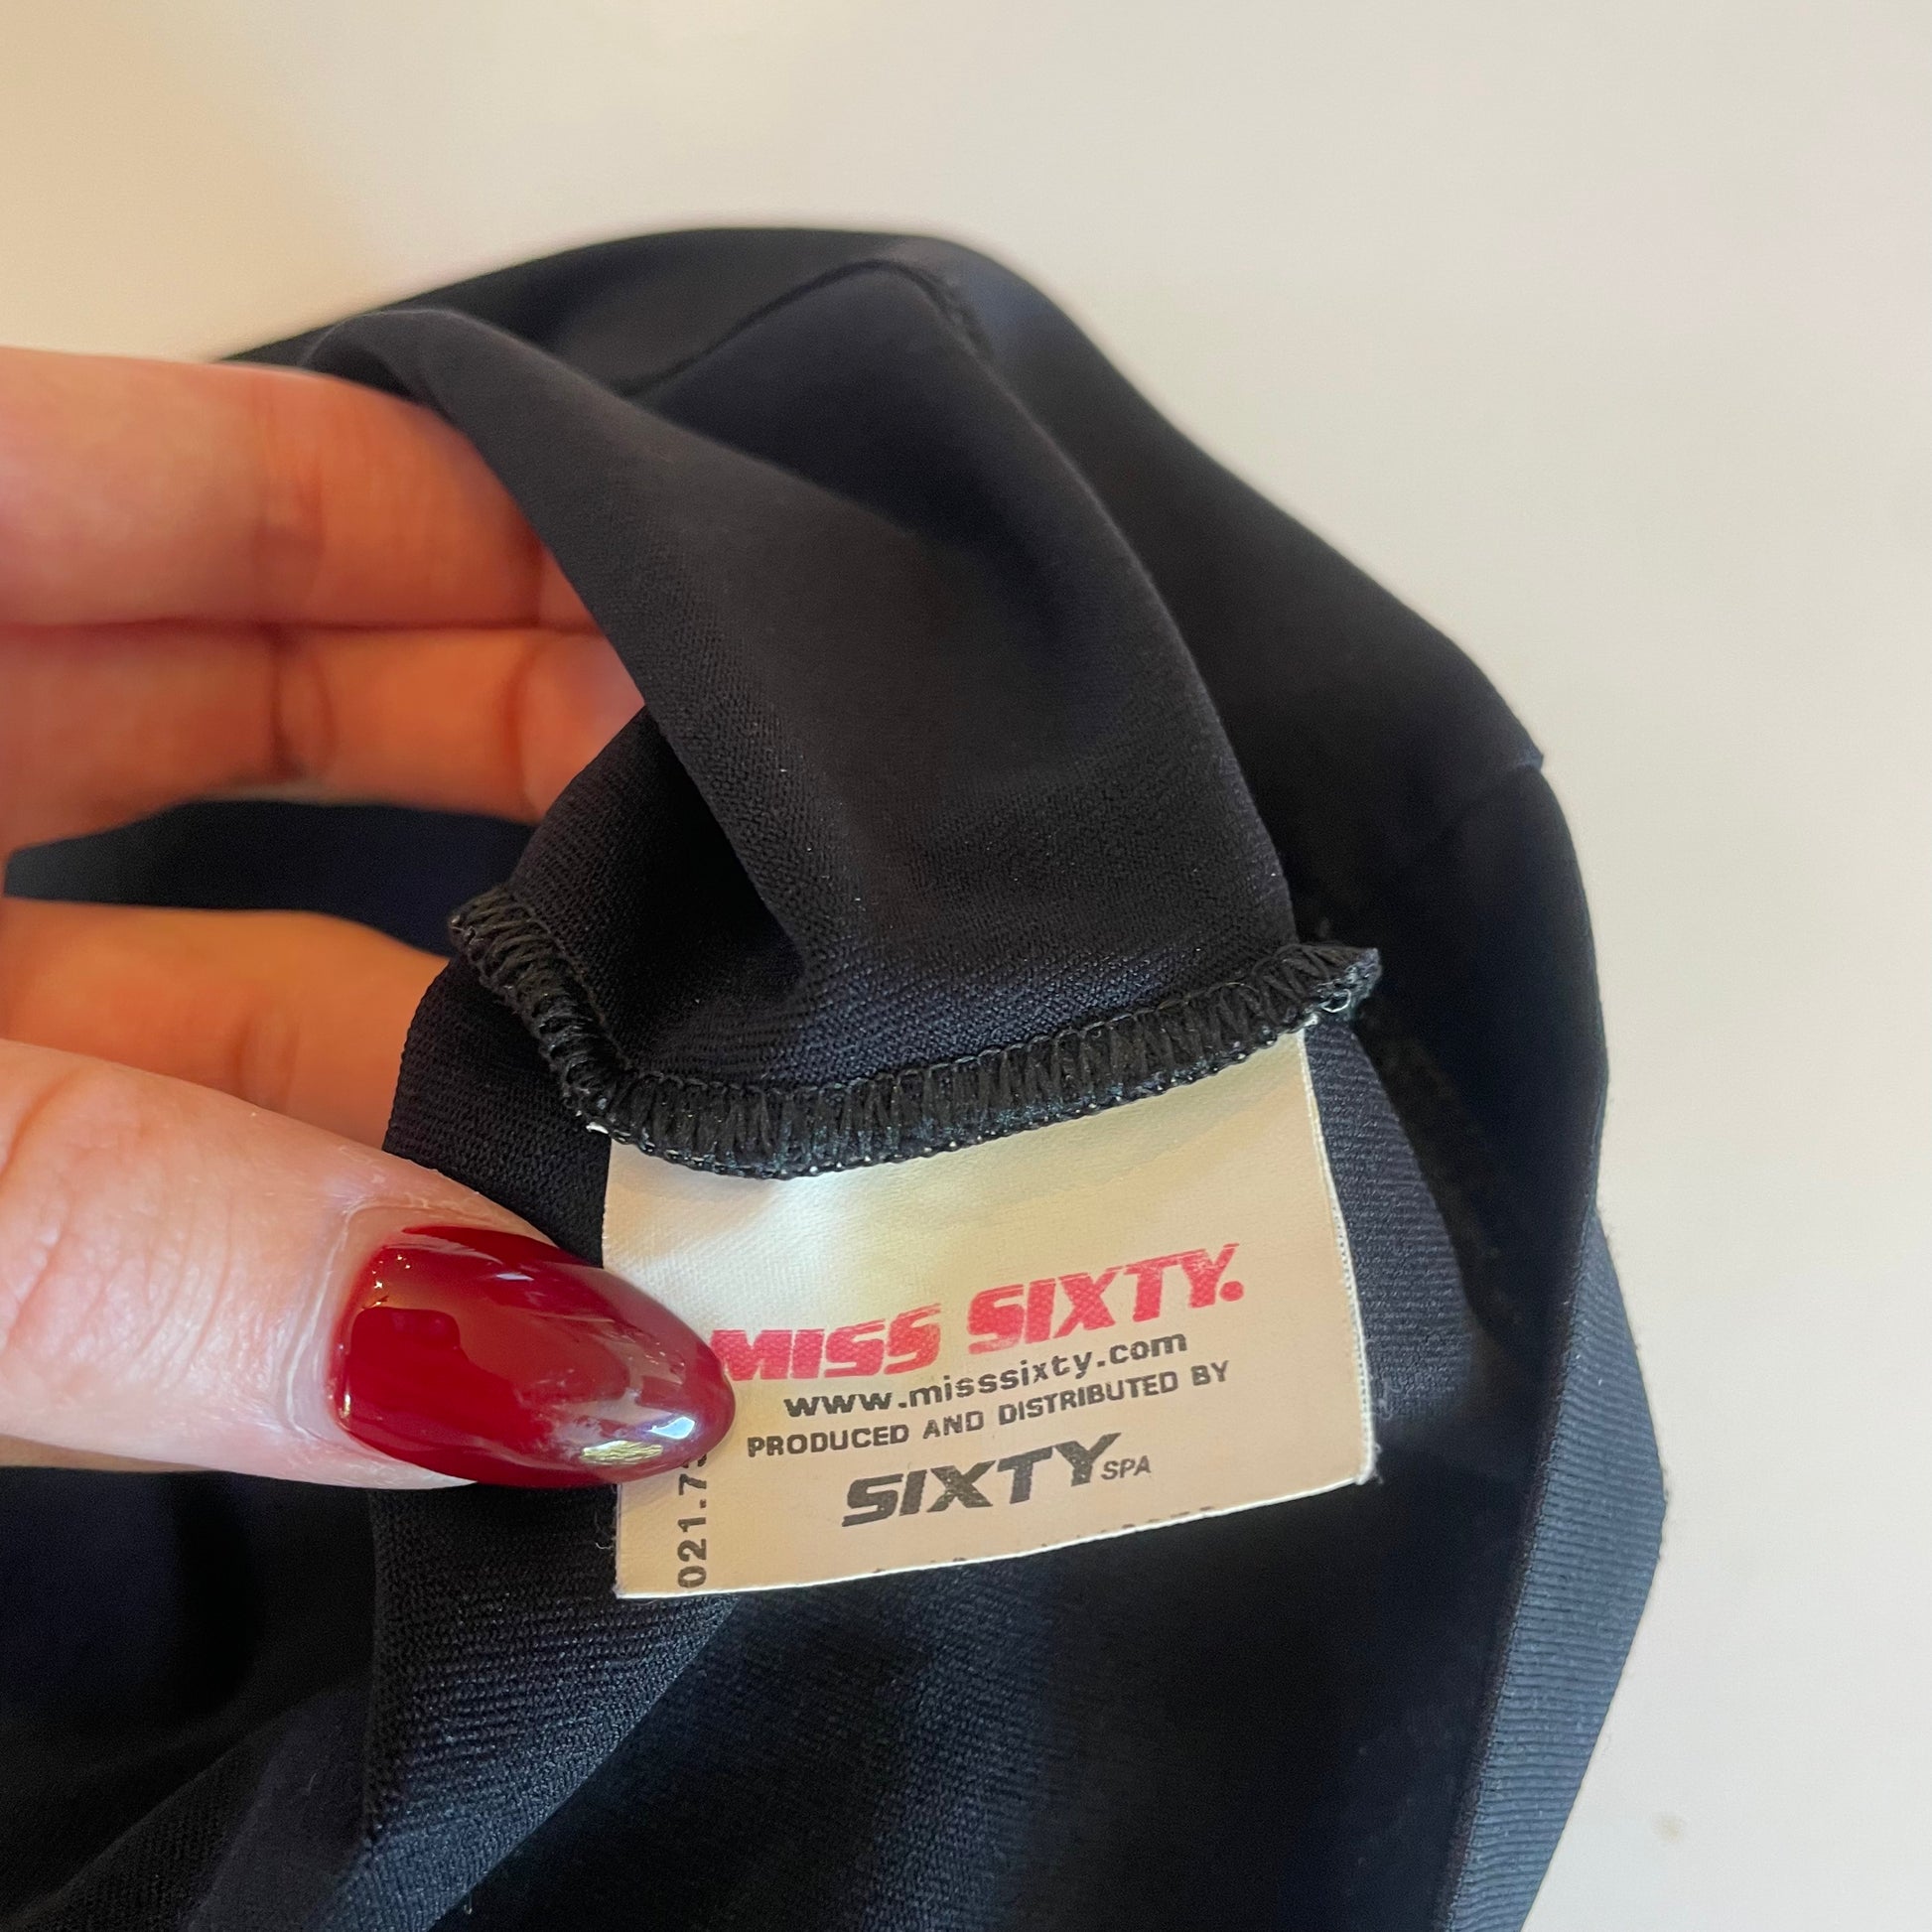 MISS SIXTY.
www.misssixty.com
PRODUCED AND DISTRIBUTED BY
SIXTY SPA